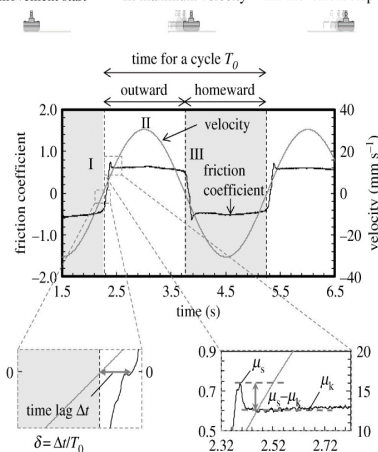 time for a cycle T0
outward homeward
2.0 40
II
velocity
1.0 20
I III
friction coefficient
0 0
−1.0 −20
−2.0 −40
friction coefficient
velocity (mm s−1)
1.5 2.5 3.5 4.5 5.5 6.5
time (s)
0 0
time lag Δt
δ = Δt/T0
0.9 20
μs
0.7 15
μs−μk
μk
0.5 10
2.32 2.52 2.72